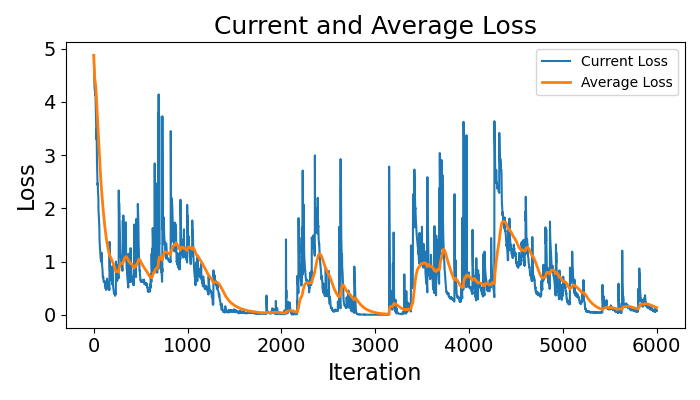 Current and Average Loss
Current Loss
Average Loss
Loss
5
4
3
2
1
0
0 1000 2000 3000 4000 5000 6000
Iteration